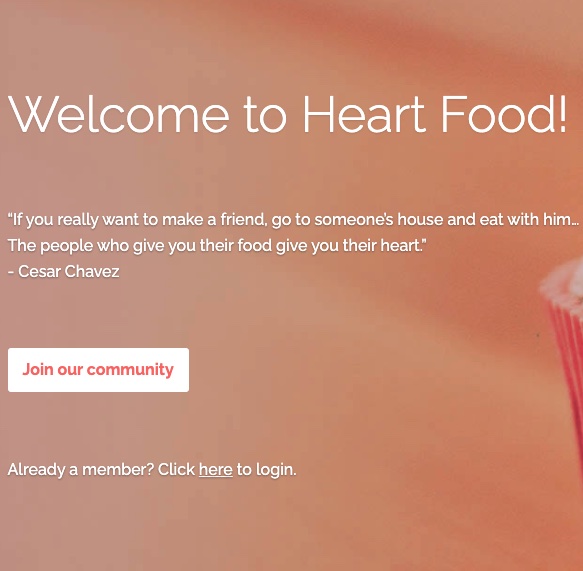 Welcome to Heart Food!
“If you really want to make a friend, go to someone’s house and eat with him...
The people who give you their food give you their heart.”
- Cesar Chavez
Join our community
Already a member? Click here to login.